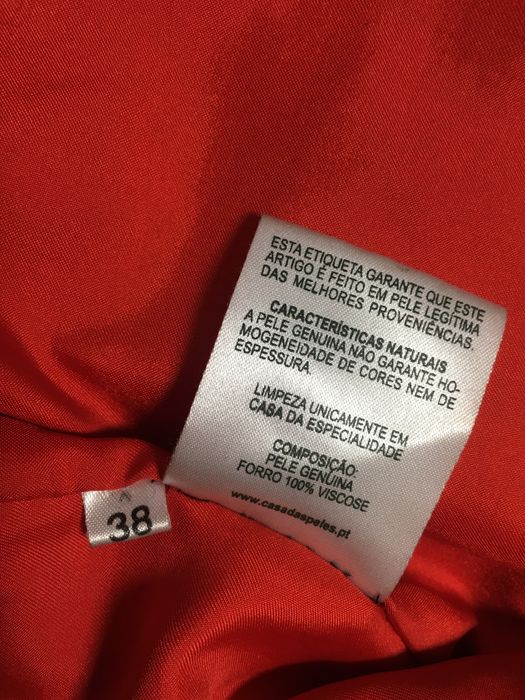 ESTA ETIQUETA GARANTE QUE ESTE
ARTIGO É FEITO EM PELE LEGÍTIMA
DAS MELHORES PROVENIÊNCIAS.
CARACTERÍSTICAS NATURAIS
A PELE GENUÍNA NÃO GARANTE HO-
MOGENEIDADE DE CORES NEM DE
ESPESSURA.
LIMPEZA UNICAMENTE EM
CASA DA ESPECIALIDADE
COMPOSIÇÃO:
PELE GENUÍNA
FORRO 100% VISCOSE
www.casadaspeles.pt
38